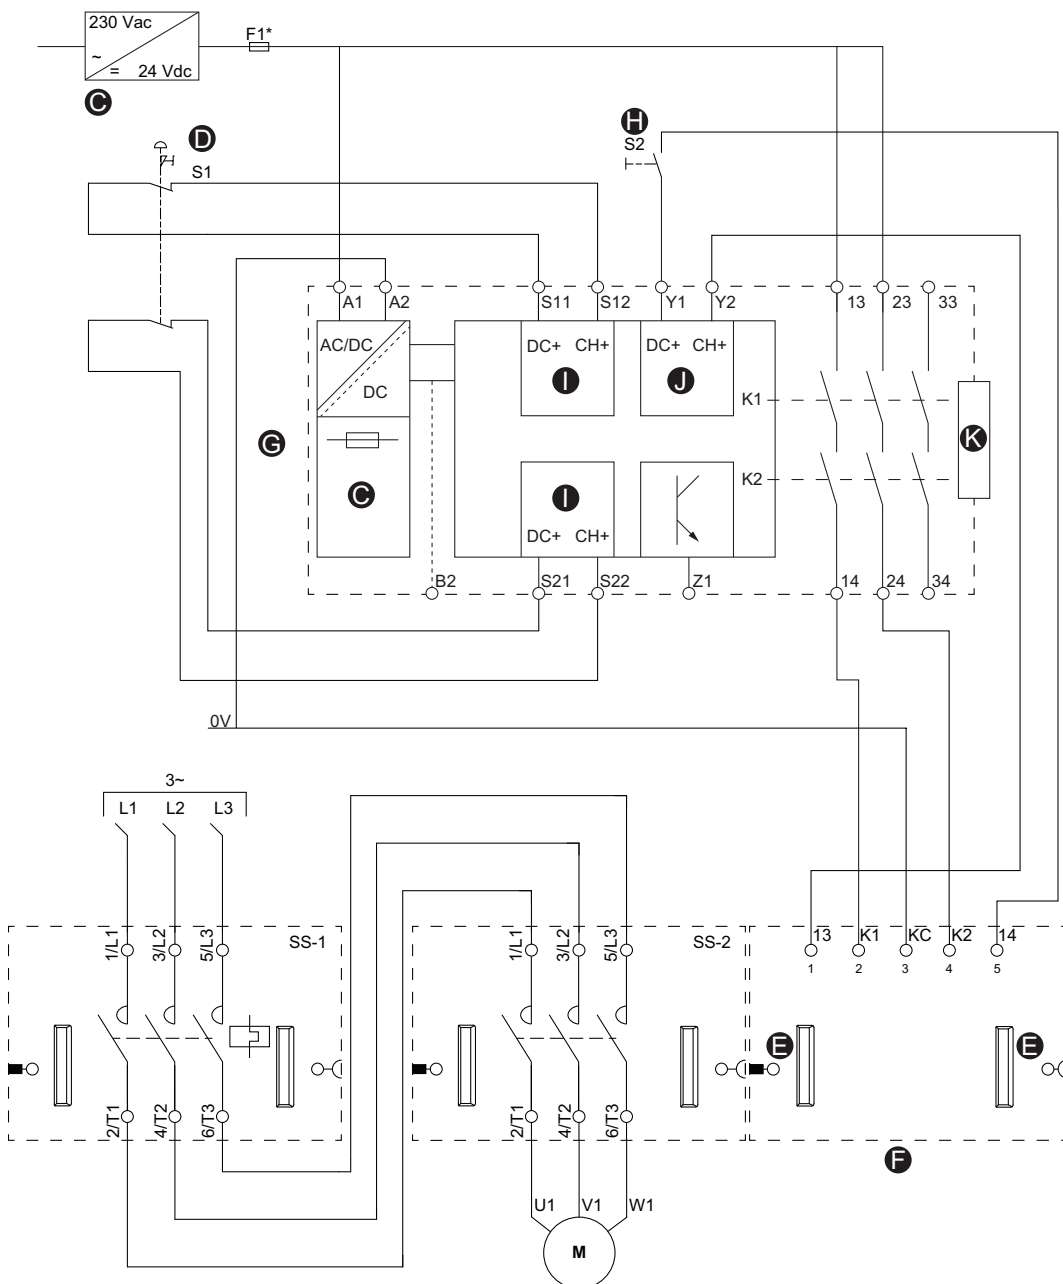 230 Vac
~
= 24 Vdc
F1*
C
D
S1
H
S2
A1 A2 S11 S12 Y1 Y2 13 23 33
AC/DC
DC
DC+ CH+
I
DC+ CH+
J
K1
G
K
C
I
DC+ CH+
K2
B2 S21 S22 Z1 14 24 34
0V
3~
L1 L2 L3
SS-1
1/L1 3/L2 5/L3
SS-2
1/L1 3/L2 5/L3
13 K1 KC K2 14
1 2 3 4 5
E
E
2/T1 4/T2 6/T3
2/T1 4/T2 6/T3
F
U1 V1 W1
M